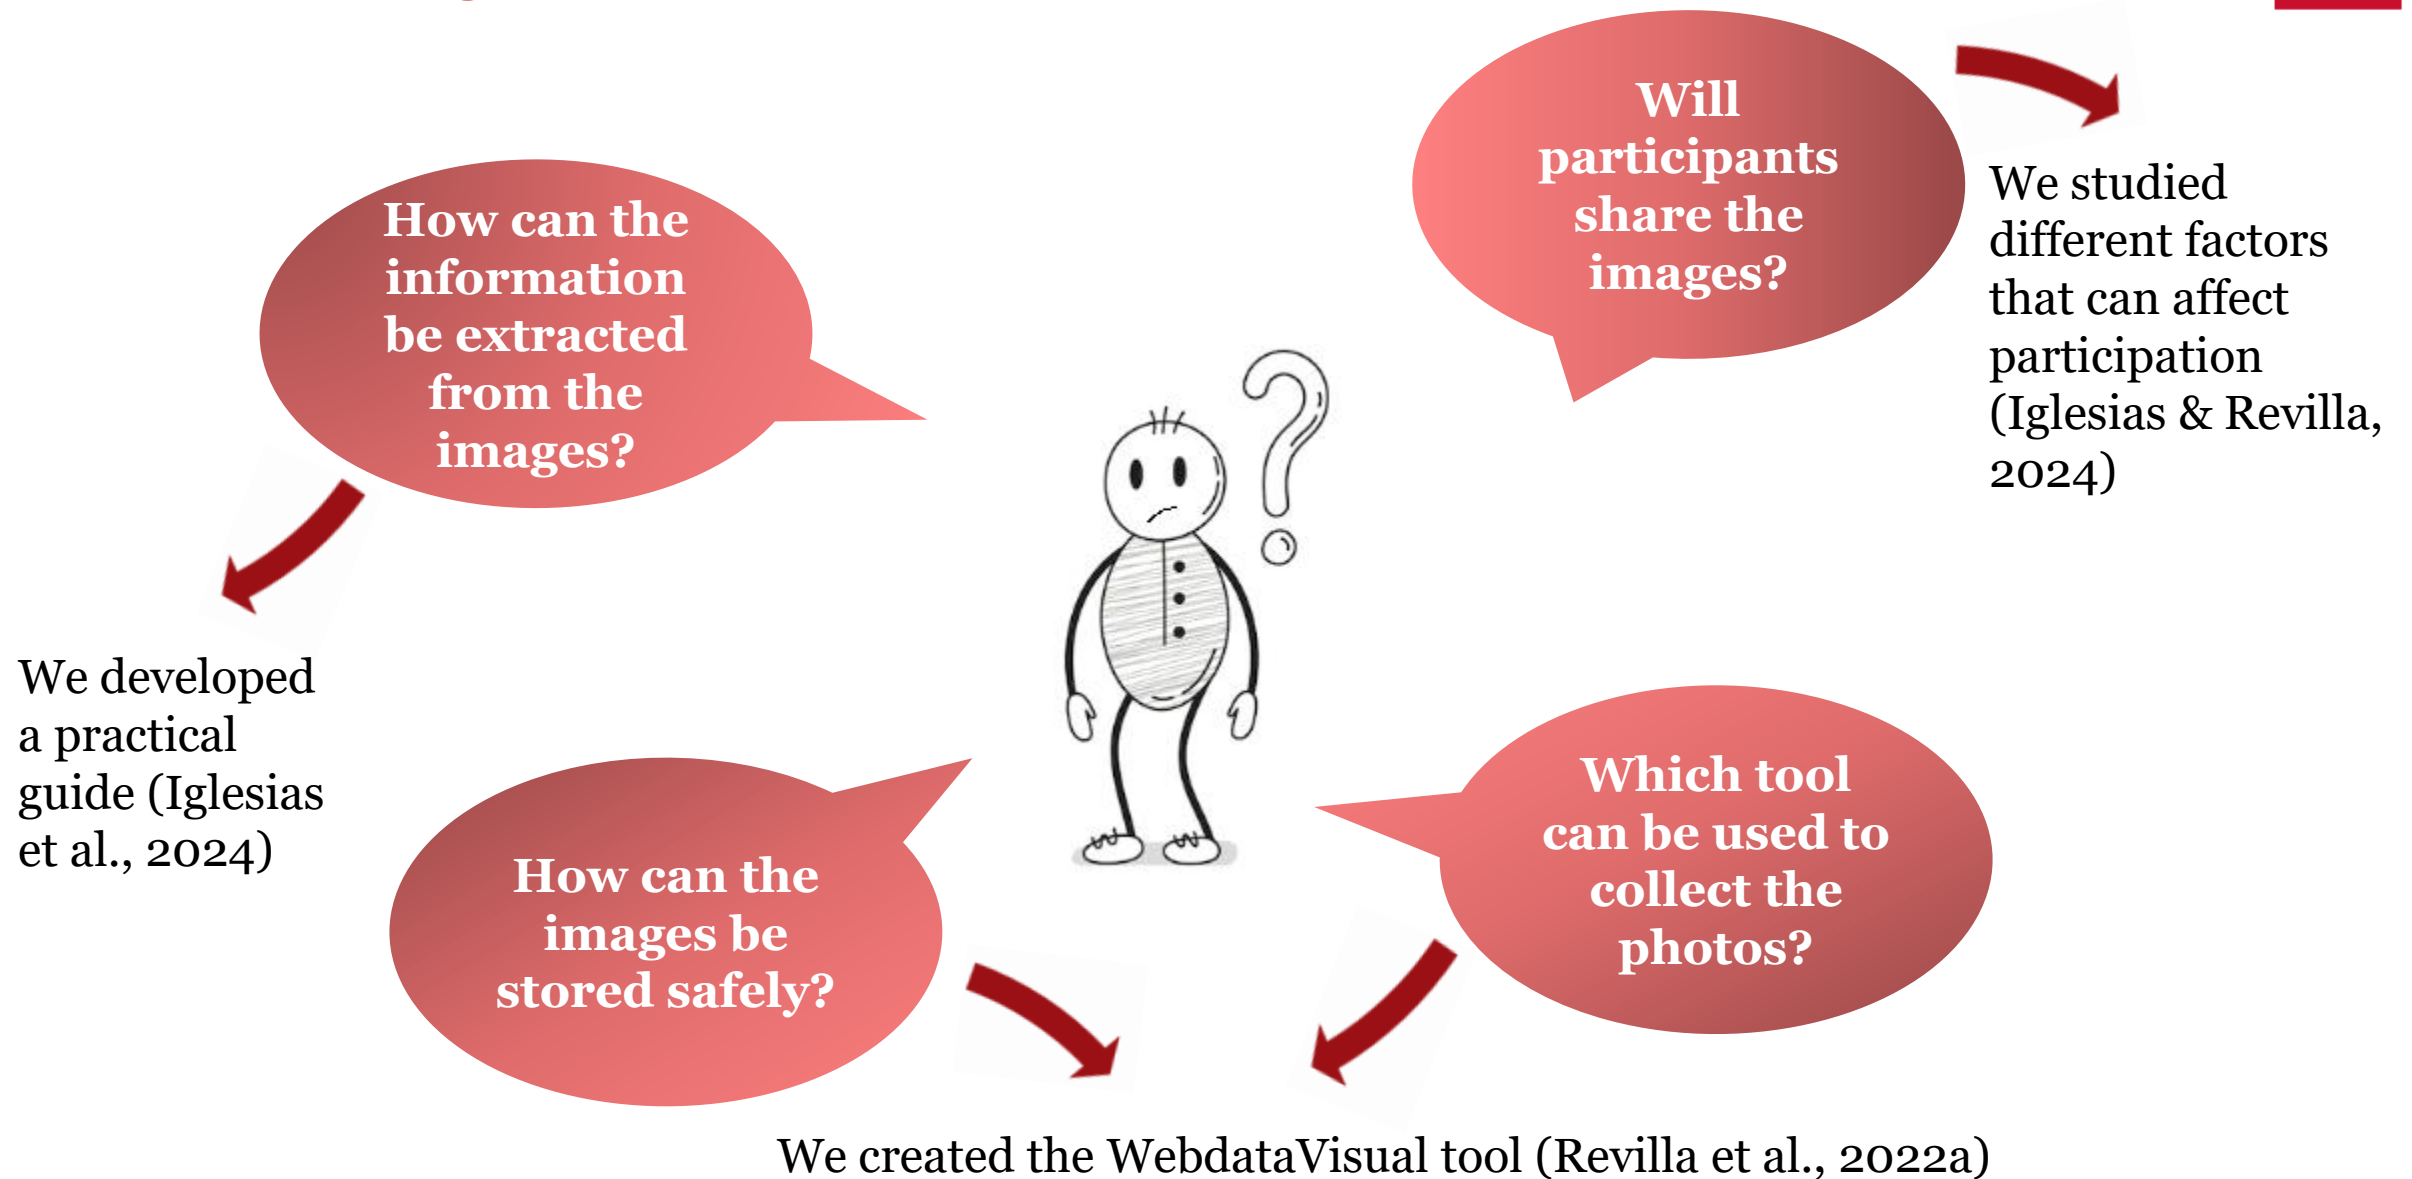 How can the
information
be extracted
from the
images?
We developed
a practical
guide (Iglesias
et al., 2024)
Will
participants
share the
images?
We studied
different factors
that can affect
participation
(Iglesias & Revilla,
2024)
How can the
images be
stored safely?
Which tool
can be used to
collect the
photos?
We created the WebdataVisual tool (Revilla et al., 2022a)